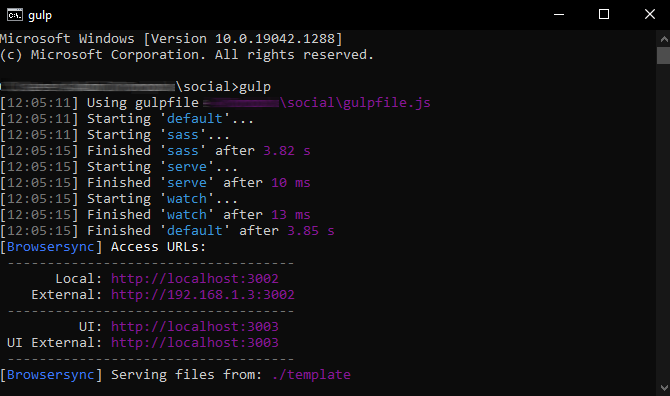 gulp
Microsoft Windows [Version 10.0.19042.1288]
(c) Microsoft Corporation. All rights reserved.
\social>gulp
[12:05:11] Using gulpfile \social\gulpfile.js
[12:05:11] Starting 'default'...
[12:05:11] Starting 'sass'...
[12:05:15] Finished 'sass' after 3.82 s
[12:05:15] Starting 'serve'...
[12:05:15] Finished 'serve' after 10 ms
[12:05:15] Starting 'watch'...
[12:05:15] Finished 'watch' after 13 ms
[12:05:15] Finished 'default' after 3.85 s
[Browsersync] Access URLs:
------------------------------------
Local: http://localhost:3002
External: http://192.168.1.3:3002
------------------------------------
UI: http://localhost:3003
UI External: http://localhost:3003
------------------------------------
[Browsersync] Serving files from: ./template